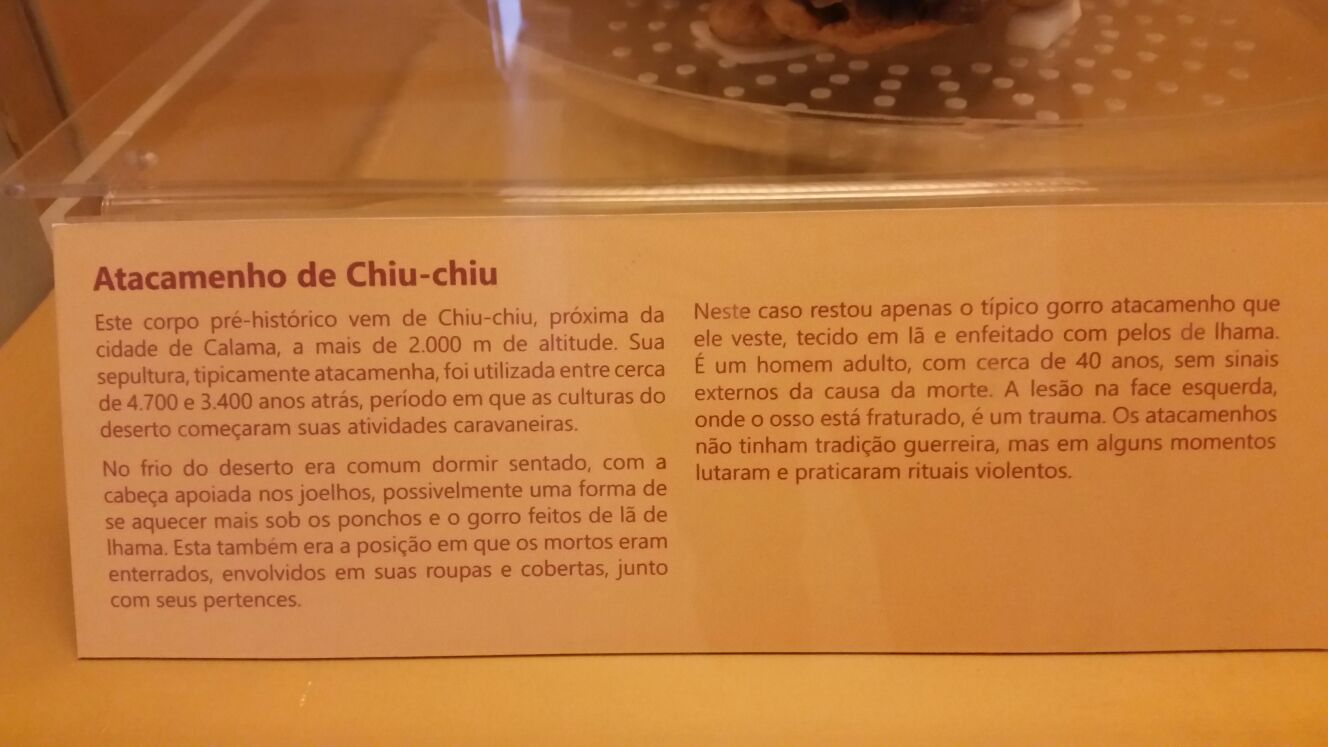 Atacamenho de Chiu-chiu
Este corpo pré-histórico vem de Chiu-chiu, próxima da
cidade de Calama, a mais de 2.000 m de altitude. Sua
sepultura, tipicamente atacamenha, foi utilizada entre cerca
de 4.700 e 3.400 anos atrás, período em que as culturas do
deserto começaram suas atividades caravaneiras.
No frio do deserto era comum dormir sentado, com a
cabeça apoiada nos joelhos, possivelmente uma forma de
se aquecer mais sob os ponchos e o gorro feitos de lã de
lhama. Esta também era a posição em que os mortos eram
enterrados, envolvidos em suas roupas e cobertas, junto
com seus pertences.
Neste caso restou apenas o típico gorro atacamenho que
ele veste, tecido em lã e enfeitado com pelos de lhama.
É um homem adulto, com cerca de 40 anos, sem sinais
externos da causa da morte. A lesão na face esquerda,
onde o osso está fraturado, é um trauma. Os atacamenhos
não tinham tradição guerreira, mas em alguns momentos
lutaram e praticaram rituais violentos.